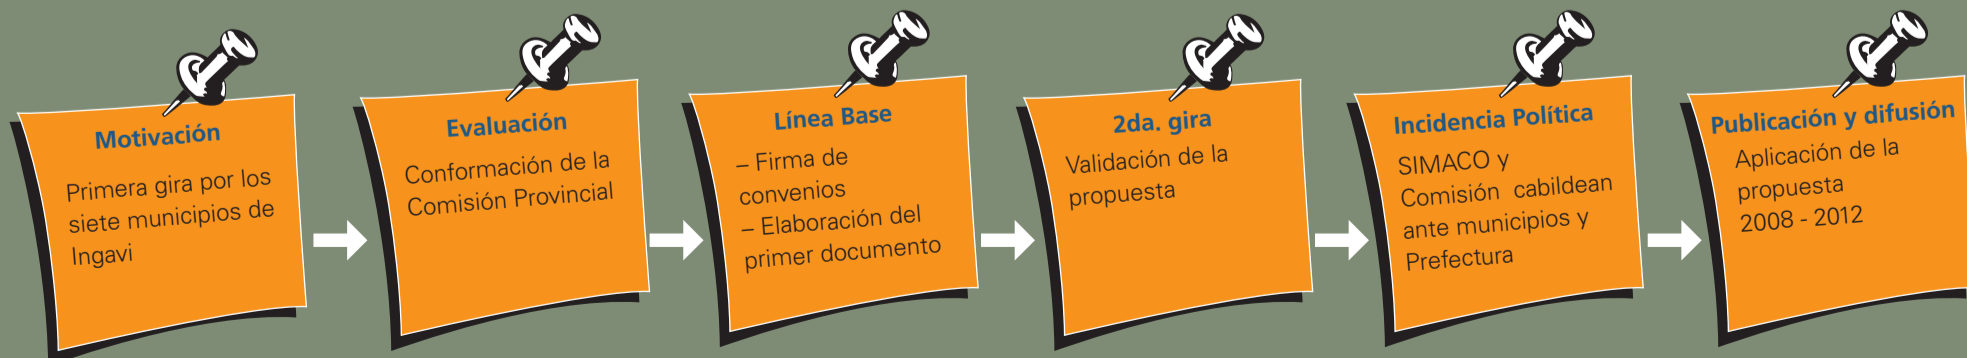 Motivación
Primera gira por los
siete municipios de
Ingavi
Evaluación
Conformación de la
Comisión Provincial
Línea Base
– Firma de
convenios
– Elaboración del
primer documento
2da. gira
Validación de la
propuesta
Incidencia Política
SIMACO y
Comisión cabildean
ante municipios y
Prefectura
Publicación y difusión
Aplicación de la
propuesta
2008 - 2012